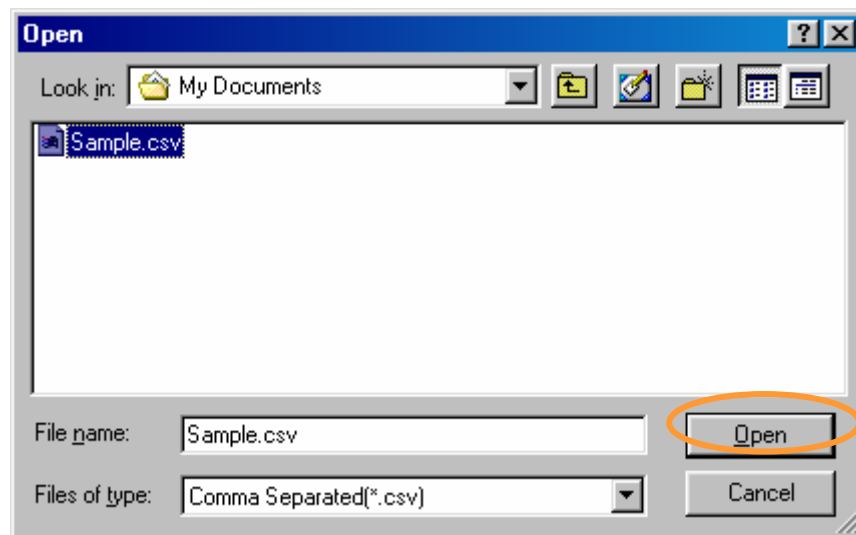 Open
Look in: My Documents
Sample.csv
File name: Sample.csv Open
Files of type: Comma Separated(*.csv) Cancel